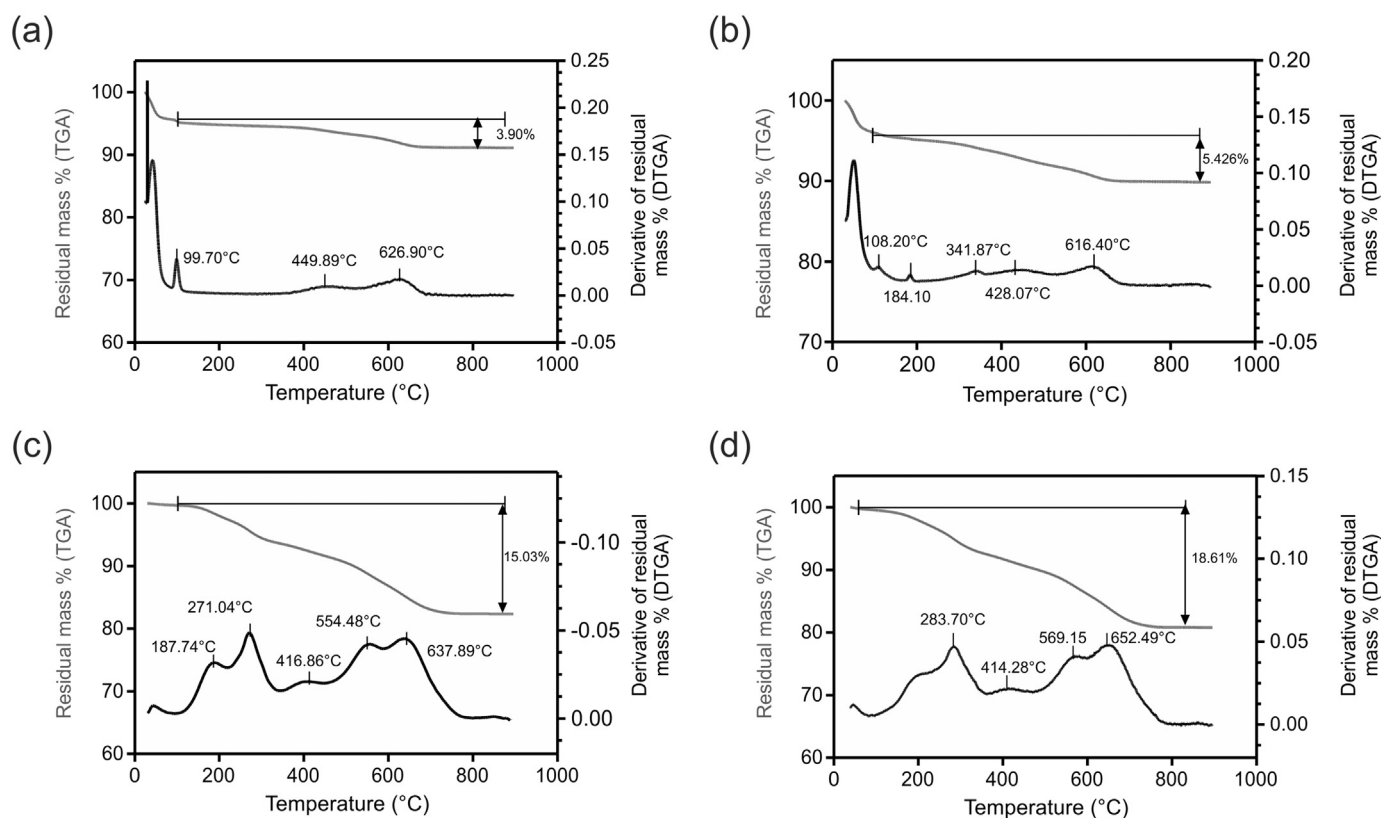 (a)
Residual mass % (TGA)
100
90
80
70
60
0.25
0.20
0.15
0.10
0.05
0.00
-0.05
Derivative of residual
mass % (DTGA)
3.90%
99.70°C
449.89°C
626.90°C
0
200
400
600
800
1000
Temperature (°C)
(b)
Residual mass % (TGA)
100
90
80
70
0.20
0.15
0.10
0.05
0.00
-0.05
Derivative of residual
mass % (DTGA)
5.426%
108.20°C
184.10
341.87°C
428.07°C
616.40°C
0
200
400
600
800
1000
Temperature (°C)
(c)
Residual mass % (TGA)
100
90
80
70
60
-0.10
-0.05
0.00
Derivative of residual
mass % (DTGA)
15.03%
187.74°C
271.04°C
416.86°C
554.48°C
637.89°C
0
200
400
600
800
1000
Temperature (°C)
(d)
Residual mass % (TGA)
100
90
80
70
60
0.15
0.10
0.05
0.00
Derivative of residual
mass % (DTGA)
18.61%
283.70°C
414.28°C
569.15
652.49°C
0
200
400
600
800
1000
Temperature (°C)